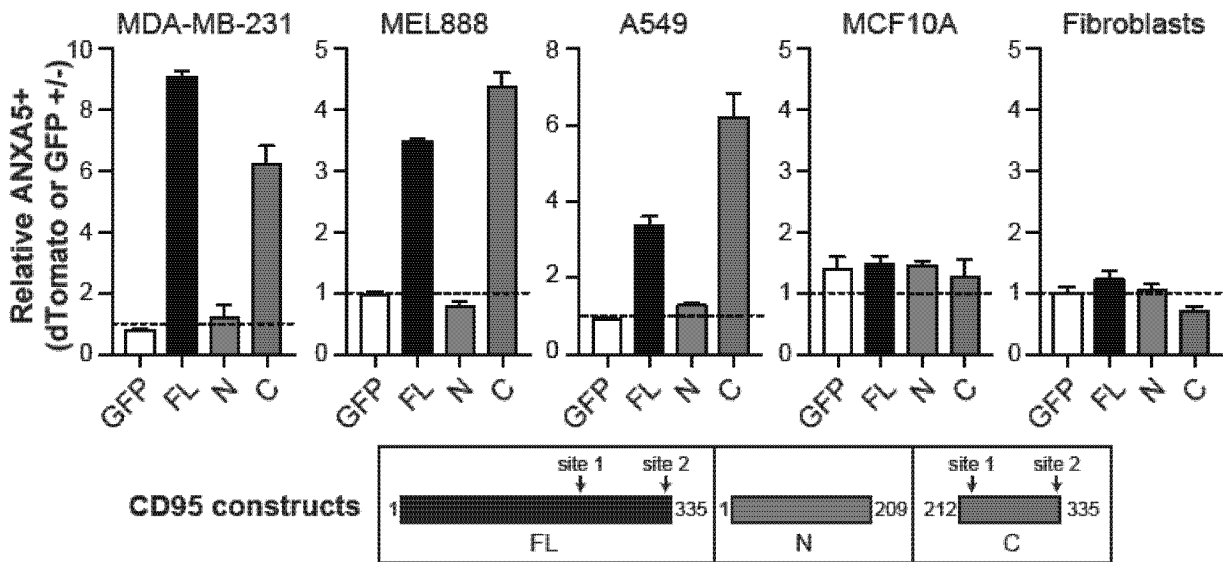 MDA-MB-231 MEL888 A549 MCF10A Fibroblasts
Relative ANXA5+
(dTomato or GFP +/-)
10 5 8 5 5
8 4 6 4 4
6 3 4 3 3
4 2 2 2 2
2 1 0 1 1
0 0 0 0
GFP FL N C GFP FL N C GFP FL N C GFP FL N C GFP FL N C
site 1 site 2 site 1 site 2
CD95 constructs 1 335 1 209 212 335
FL N C